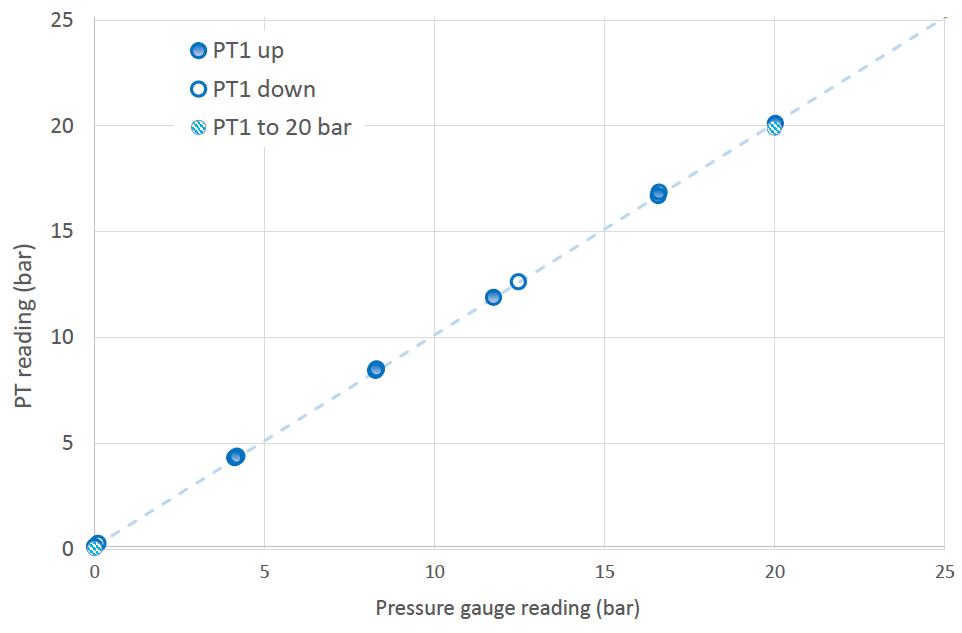 25
20
15
10
5
0
PT reading (bar)
PT1 up
PT1 down
PT1 to 20 bar
0 5 10 15 20 25
Pressure gauge reading (bar)